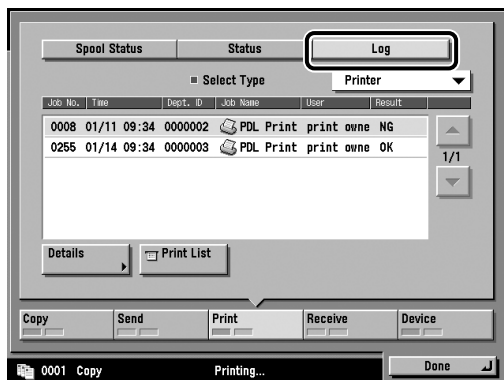 Spool Status Status Log
Select Type Printer
Job No. Time Dept. ID Job Name User Result
0008 01/11 09:34 0000002 PDL Print print owne NG
0255 01/14 09:34 0000003 PDL Print print owne OK
1/1
Details Print List
Copy Send Print Receive Device
0001 Copy Printing... Done